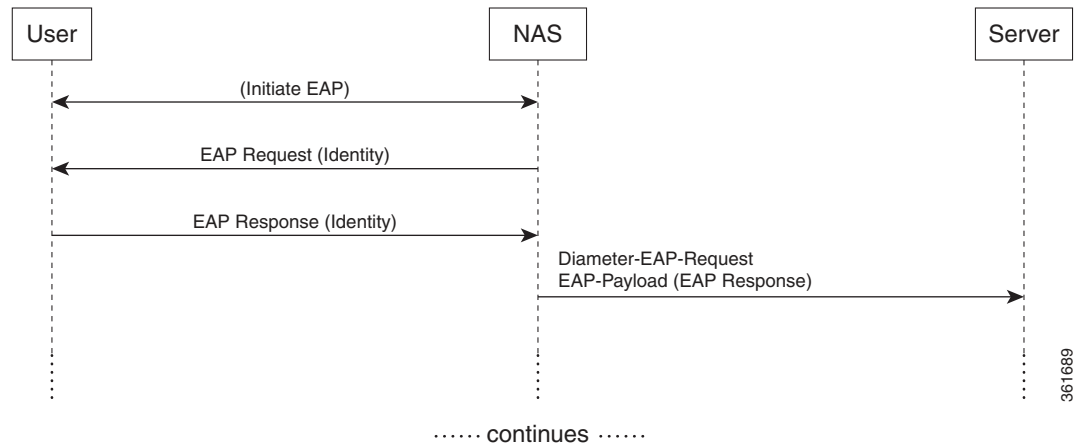 User
NAS
Server
(Initiate EAP)
EAP Request (Identity)
EAP Response (Identity)
Diameter-EAP-Request
EAP-Payload (EAP Response)
361689
...... continues ......